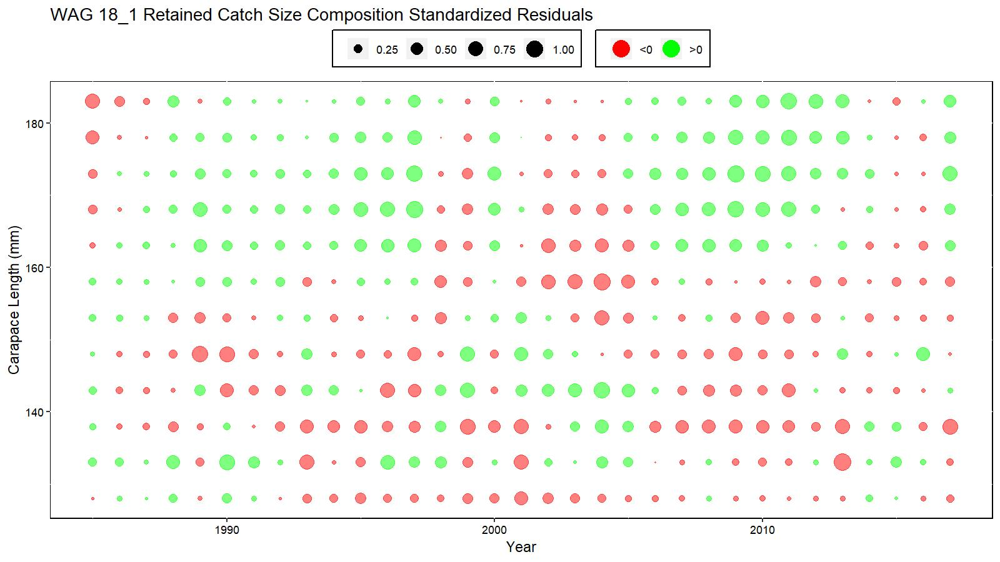 WAG 18_1 Retained Catch Size Composition Standardized Residuals
0.25 0.50 0.75 1.00 <0 >0
180
160
140
Carapace Length (mm)
1990 2000 2010
Year